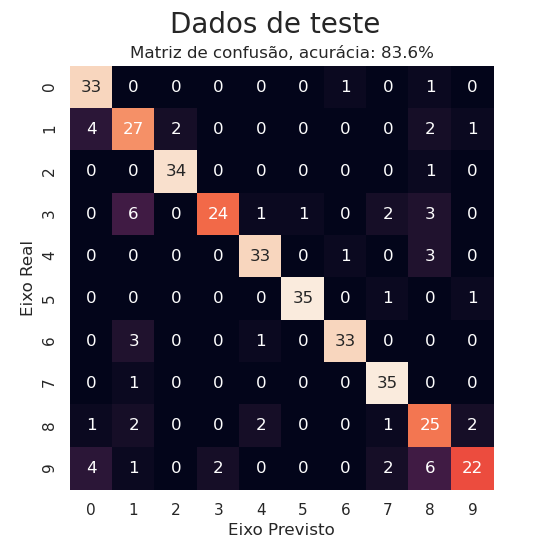 Dados de teste
Matriz de confusão, acurácia: 83.6%
0 33 0 0 0 0 0 1 0 1 0
1 4 27 2 0 0 0 0 0 2 1
2 0 0 34 0 0 0 0 0 1 0
3 0 6 0 24 1 1 0 2 3 0
4 0 0 0 0 33 0 1 0 3 0
5 0 0 0 0 0 35 0 1 0 1
6 0 3 0 0 1 0 33 0 0 0
7 0 1 0 0 0 0 0 35 0 0
8 1 2 0 0 2 0 0 1 25 2
9 4 1 0 2 0 0 0 2 6 22
Eixo Real
0 1 2 3 4 5 6 7 8 9
Eixo Previsto